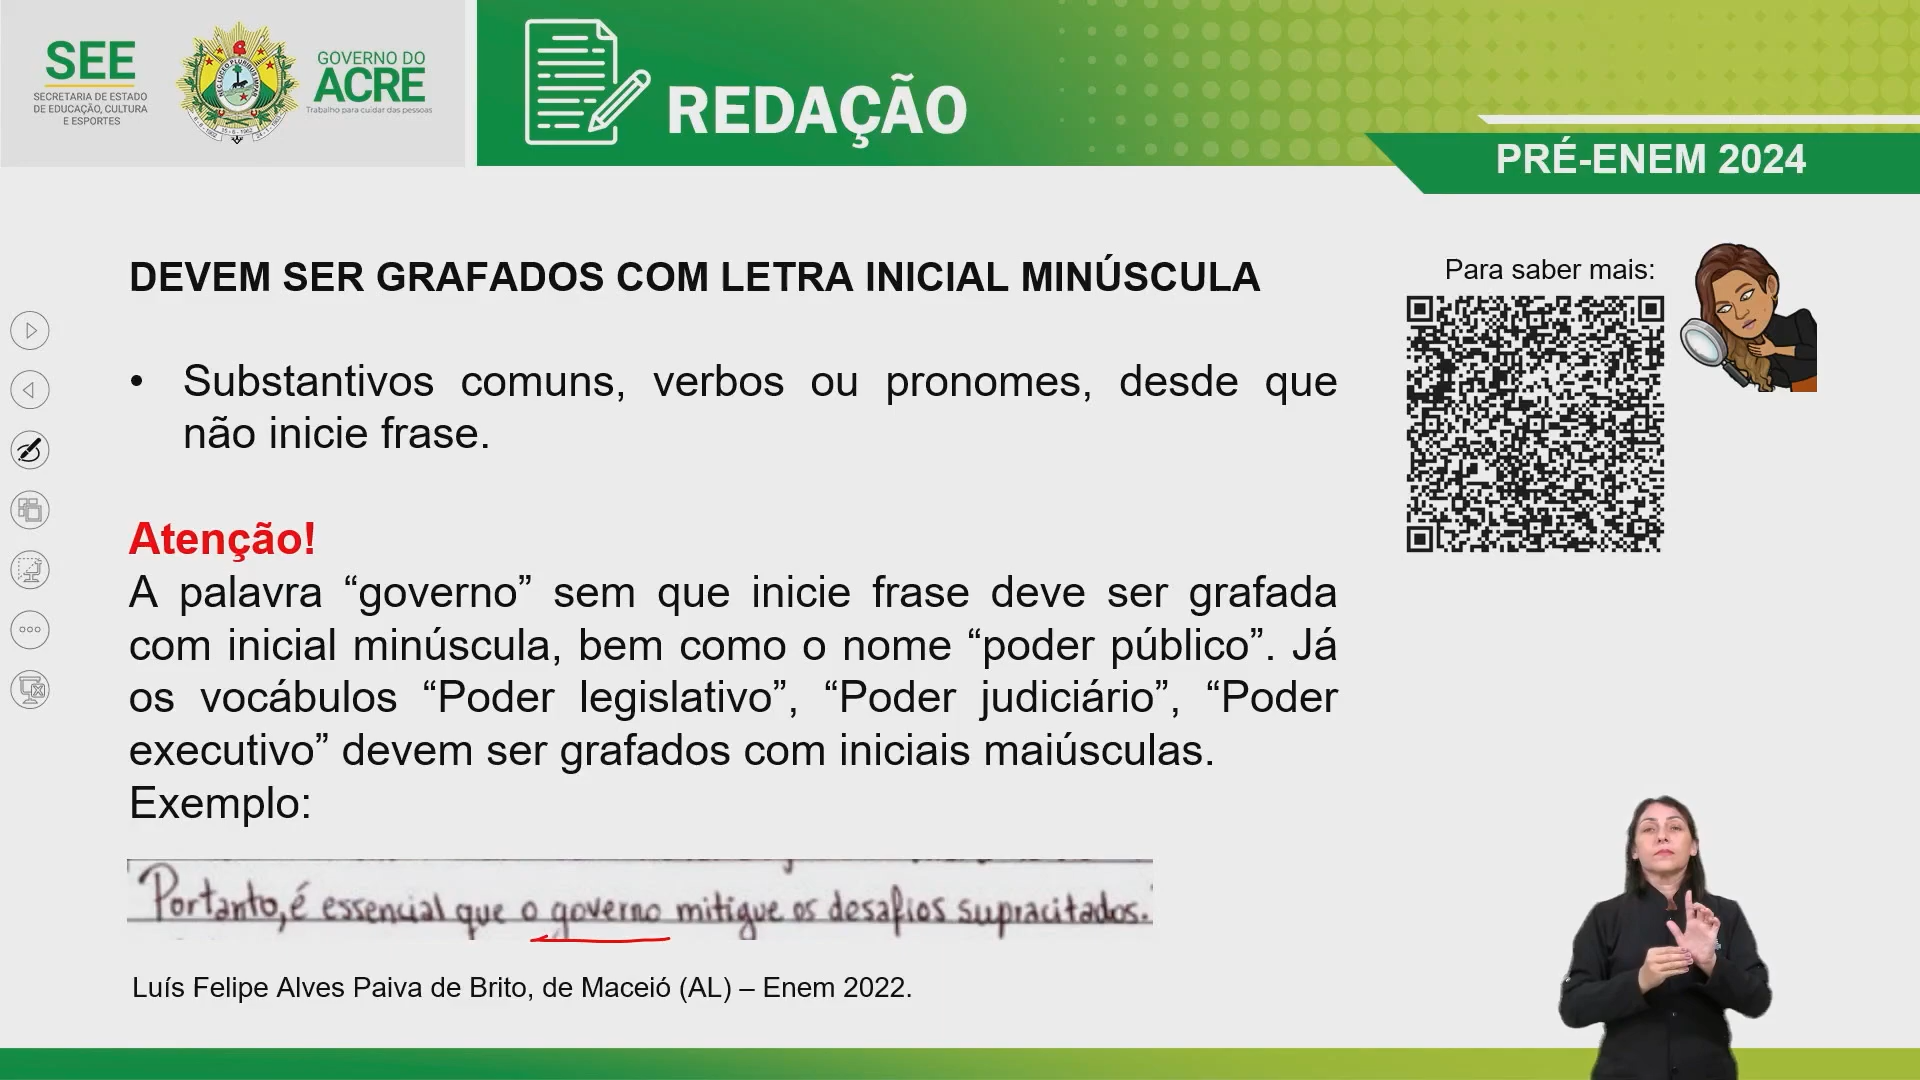 SEE
SECRETARIA DE ESTADO
DE EDUCAÇÃO, CULTURA
E ESPORTES
GOVERNO DO
ACRE
Trabalho para cuidar das pessoas
REDAÇÃO
PRÉ-ENEM 2024
DEVEM SER GRAFADOS COM LETRA INICIAL MINÚSCULA
Para saber mais:
• Substantivos comuns, verbos ou pronomes, desde que
não inicie frase.
Atenção!
A palavra “governo” sem que inicie frase deve ser grafada
com inicial minúscula, bem como o nome “poder público”. Já
os vocábulos “Poder legislativo”, “Poder judiciário”, “Poder
executivo” devem ser grafados com iniciais maiúsculas.
Exemplo:
Portanto, é essencial que o governo mitigue os desafios supracitados.
Luís Felipe Alves Paiva de Brito, de Maceió (AL) – Enem 2022.